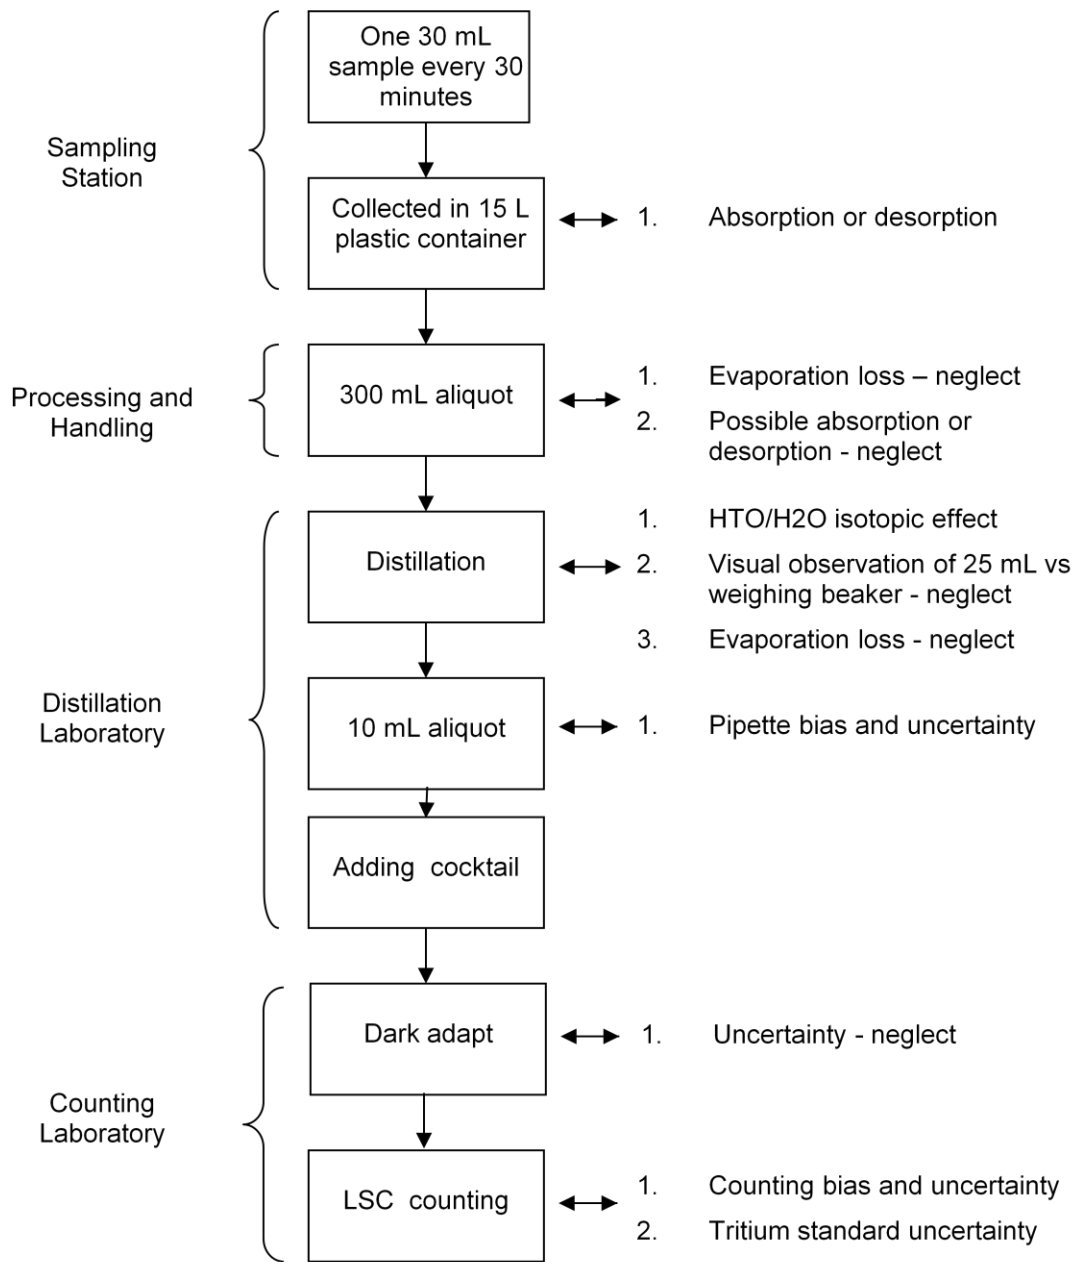 One 30 mL
sample every 30
minutes
Sampling
Station
Collected in 15 L
plastic container
1. Absorption or desorption
Processing and
Handling
300 mL aliquot
1. Evaporation loss – neglect
2. Possible absorption or
desorption - neglect
Distillation
Laboratory
Distillation
1. HTO/H2O isotopic effect
2. Visual observation of 25 mL vs
weighing beaker - neglect
3. Evaporation loss - neglect
10 mL aliquot
1. Pipette bias and uncertainty
Adding cocktail
Counting
Laboratory
Dark adapt
1. Uncertainty - neglect
LSC counting
1. Counting bias and uncertainty
2. Tritium standard uncertainty